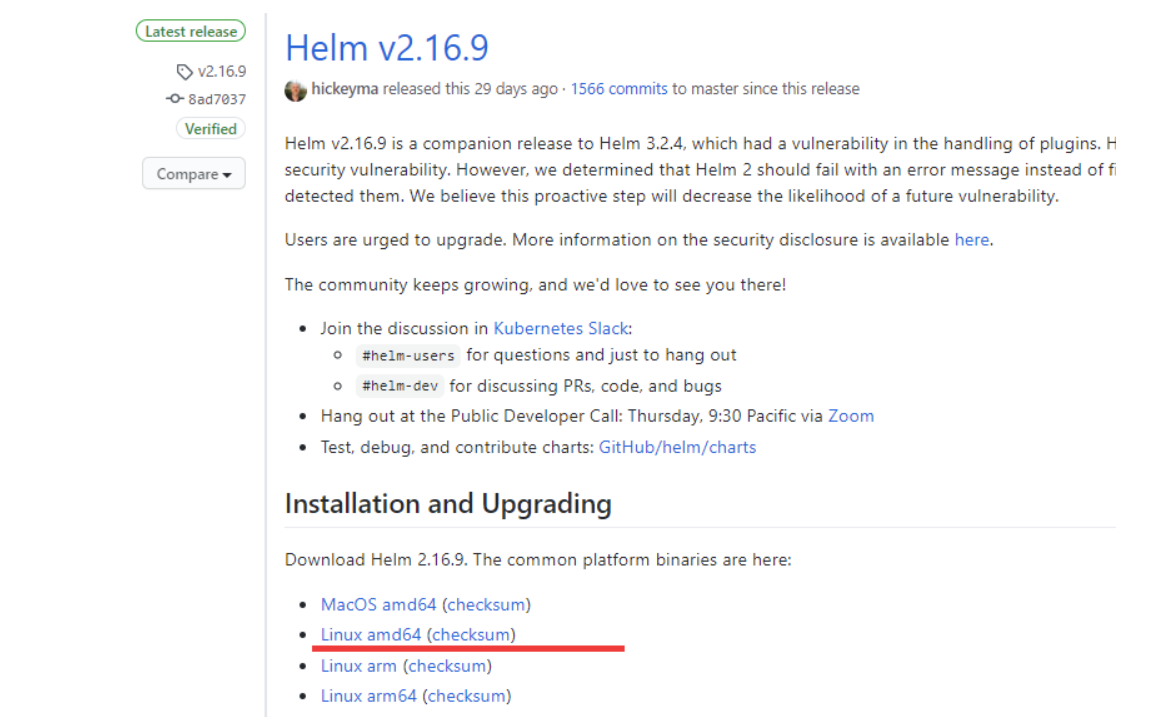 Latest release
v2.16.9
8ad7037
Verified
Compare
Helm v2.16.9
hickeyma released this 29 days ago · 1566 commits to master since this release
Helm v2.16.9 is a companion release to Helm 3.2.4, which had a vulnerability in the handling of plugins. H
security vulnerability. However, we determined that Helm 2 should fail with an error message instead of fi
detected them. We believe this proactive step will decrease the likelihood of a future vulnerability.
Users are urged to upgrade. More information on the security disclosure is available here.
The community keeps growing, and we'd love to see you there!
• Join the discussion in Kubernetes Slack:
◦ #helm-users for questions and just to hang out
◦ #helm-dev for discussing PRs, code, and bugs
• Hang out at the Public Developer Call: Thursday, 9:30 Pacific via Zoom
• Test, debug, and contribute charts: GitHub/helm/charts
Installation and Upgrading
Download Helm 2.16.9. The common platform binaries are here:
• MacOS amd64 (checksum)
• Linux amd64 (checksum)
• Linux arm (checksum)
• Linux arm64 (checksum)